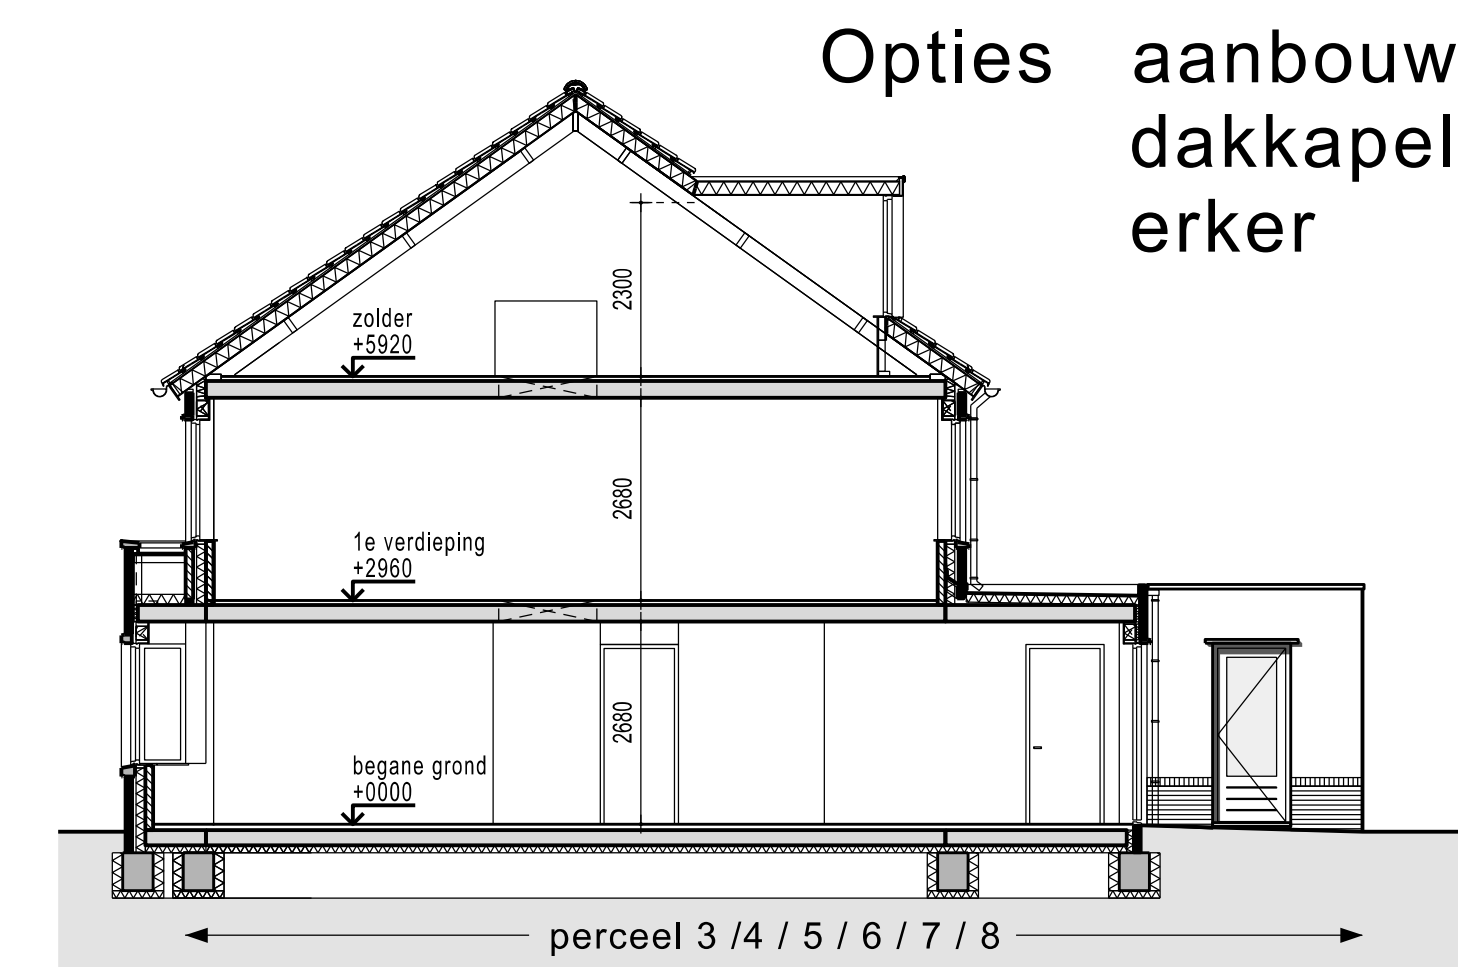 Opties aanbouw
dakkapel
erker
2300
zolder
+5920
2680
1e verdieping
+2960
2680
begane grond
+0000
perceel 3 /4 / 5 / 6 / 7 / 8